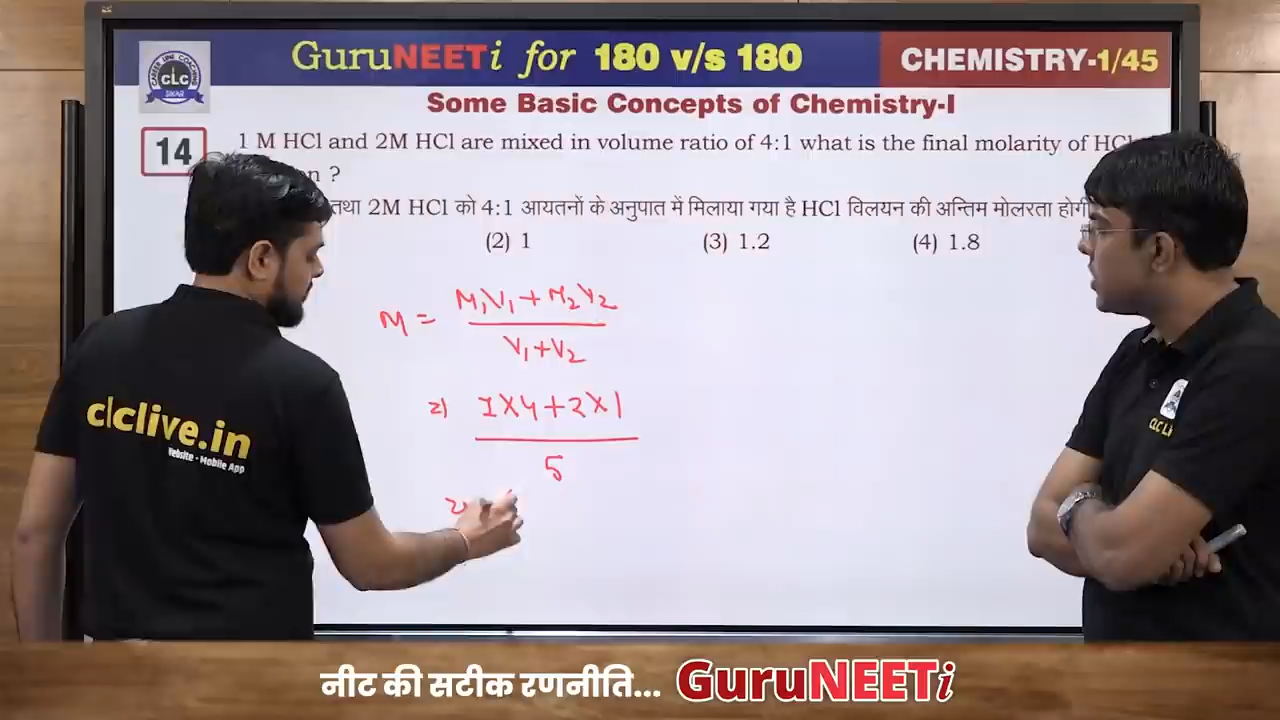 GuruNEETi for 180 v/s 180
CHEMISTRY-1/45
CLC
SIKAR
Some Basic Concepts of Chemistry-I
14
1 M HCl and 2M HCl are mixed in volume ratio of 4:1 what is the final molarity of HCl
?
तथा 2M HCl को 4:1 आयतनों के अनुपात में मिलाया गया है HCl विलयन की अन्तिम मोलरता होगी
(2) 1
(3) 1.2
(4) 1.8
M = M₁V₁ + M₂V₂
V₁ + V₂
1×4+2×1
5
clclive.in
Website - Mobile App
नीट की सटीक रणनीति... GuruNEETi